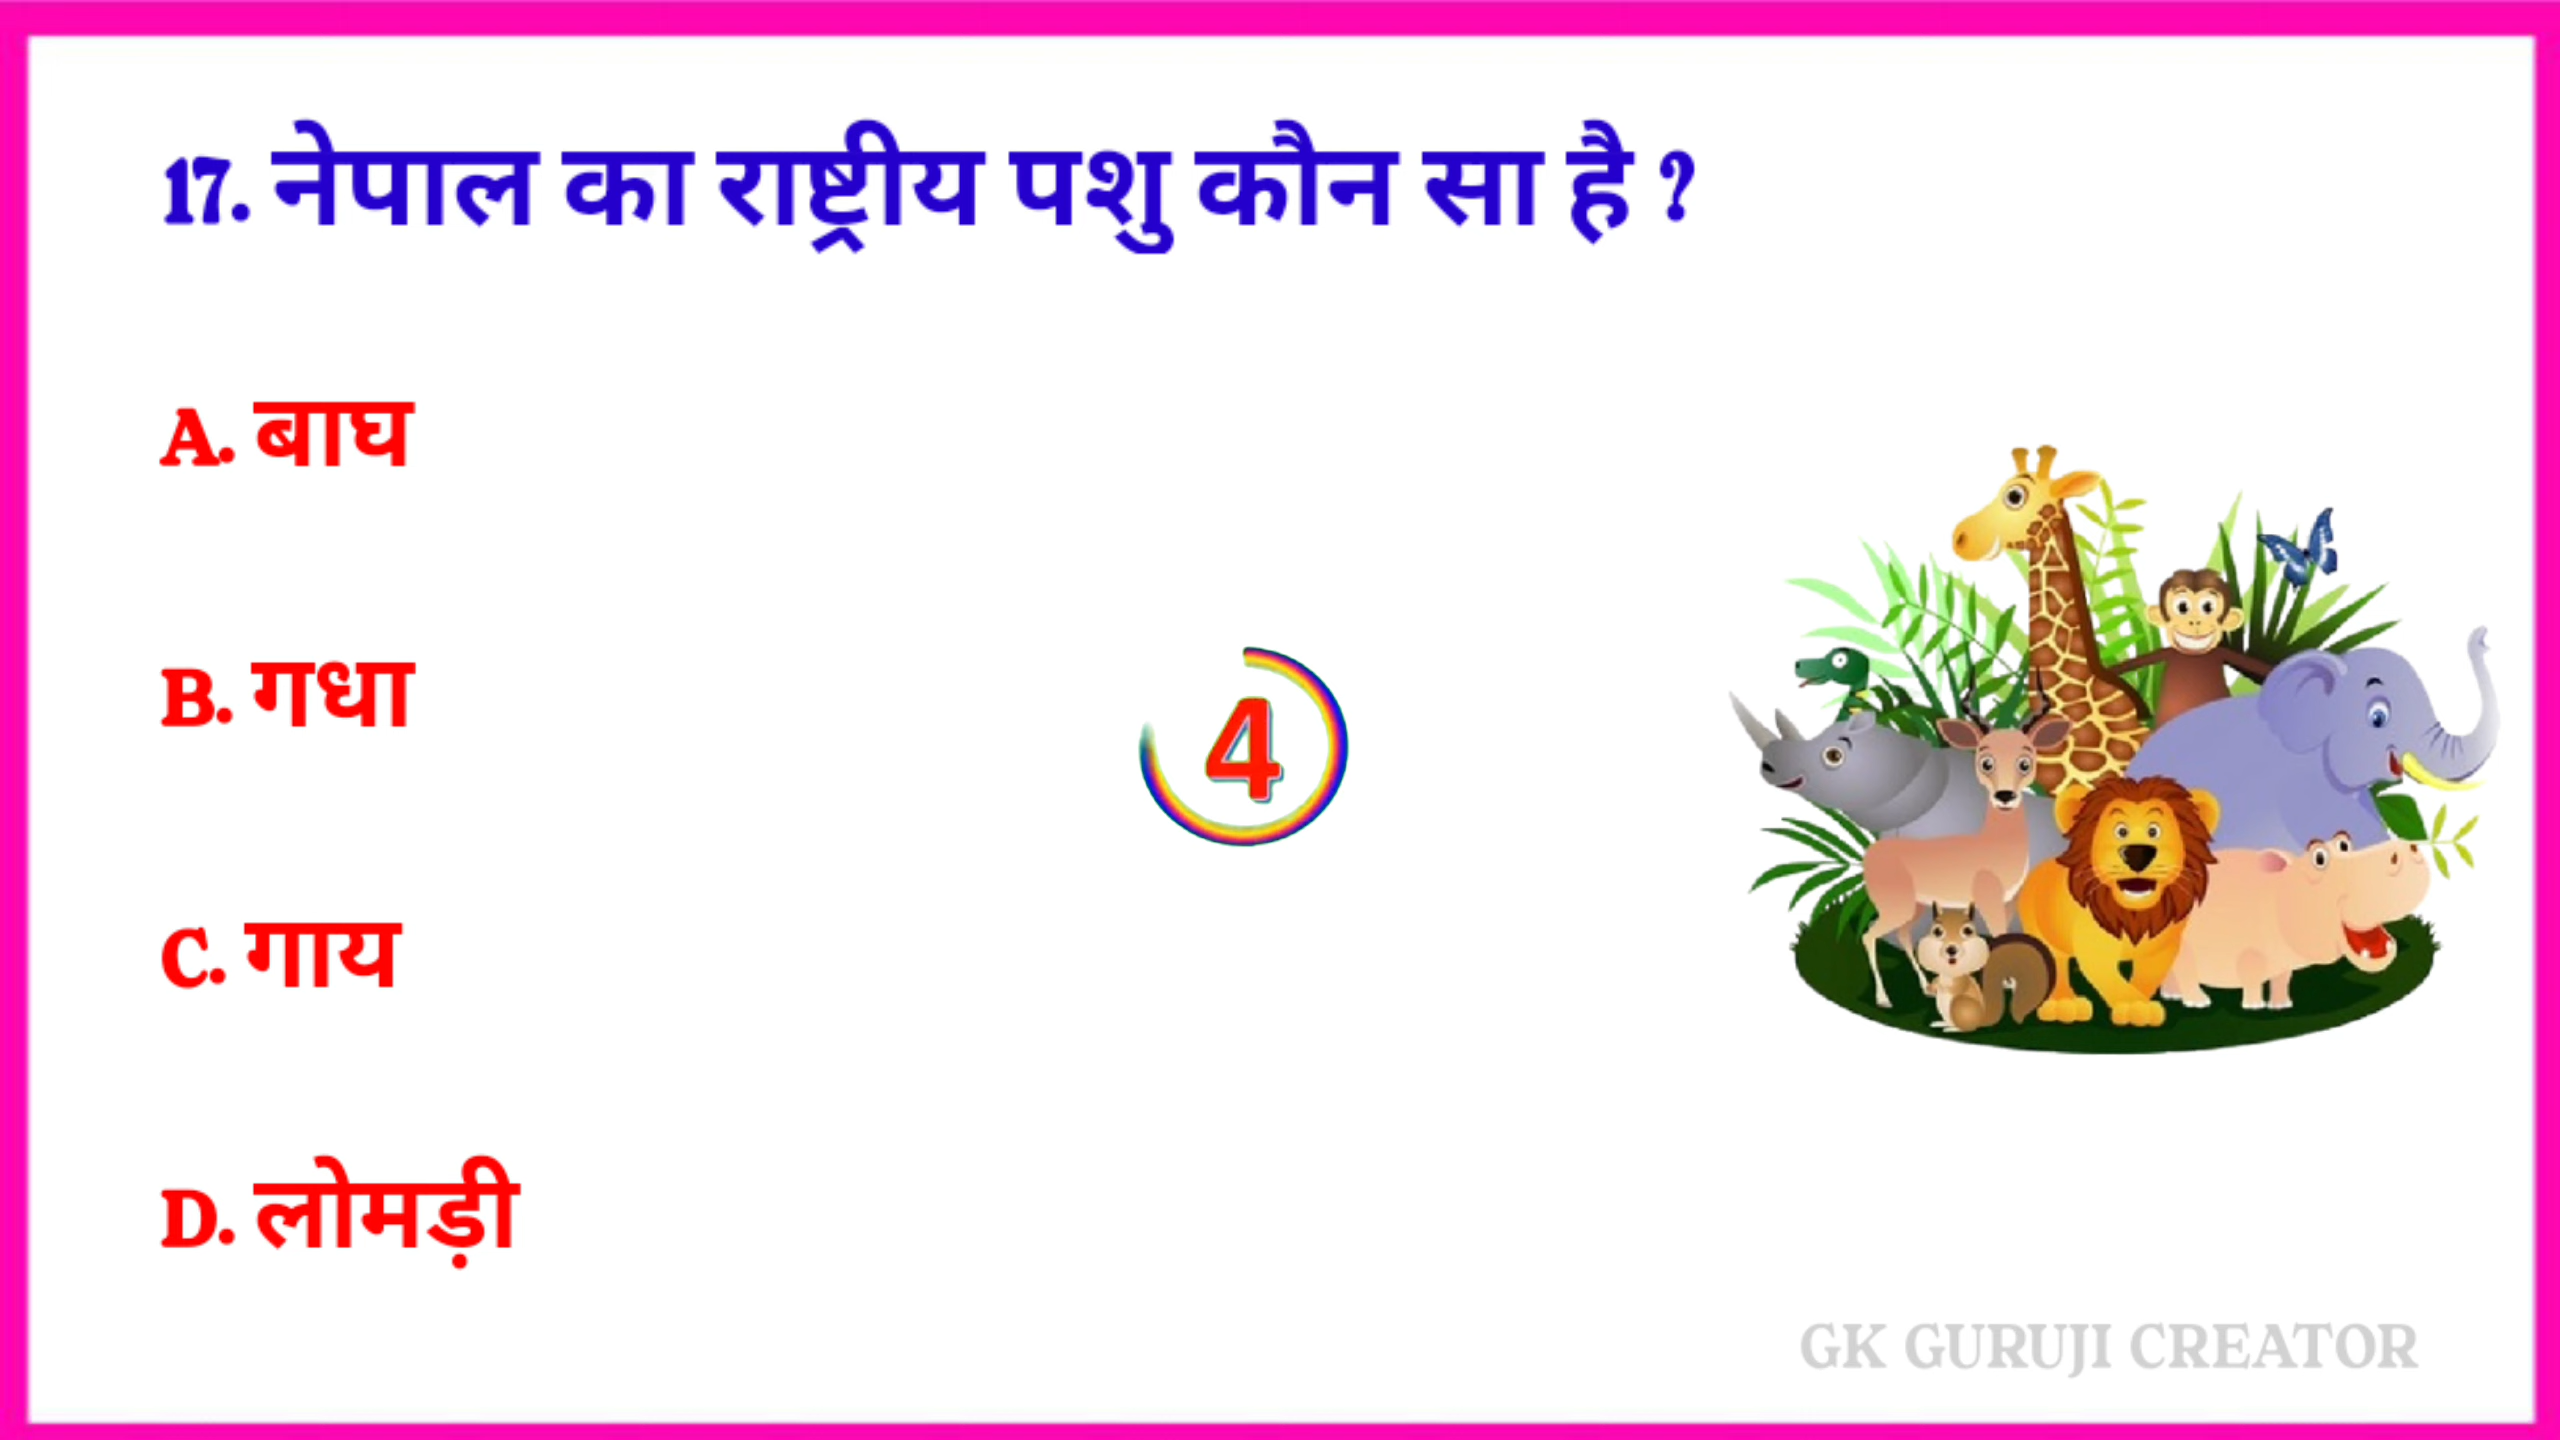 17. नेपाल का राष्ट्रीय पशु कौन सा है ?
A. बाघ
B. गधा
4
C. गाय
D. लोमड़ी
GK GURUJI CREATOR